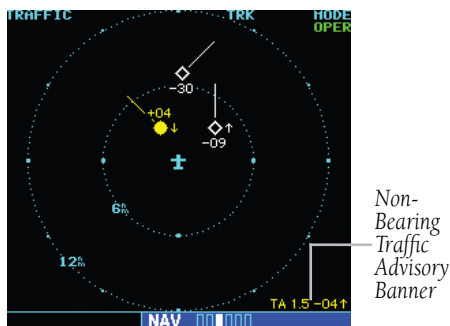 TRAFFIC TRK MODE
OPER
-30
+04 ↓
↑
-09
6nm
12nm
TA 1.5 -04↑
NAV
Non-
Bearing
Traffic
Advisory
Banner